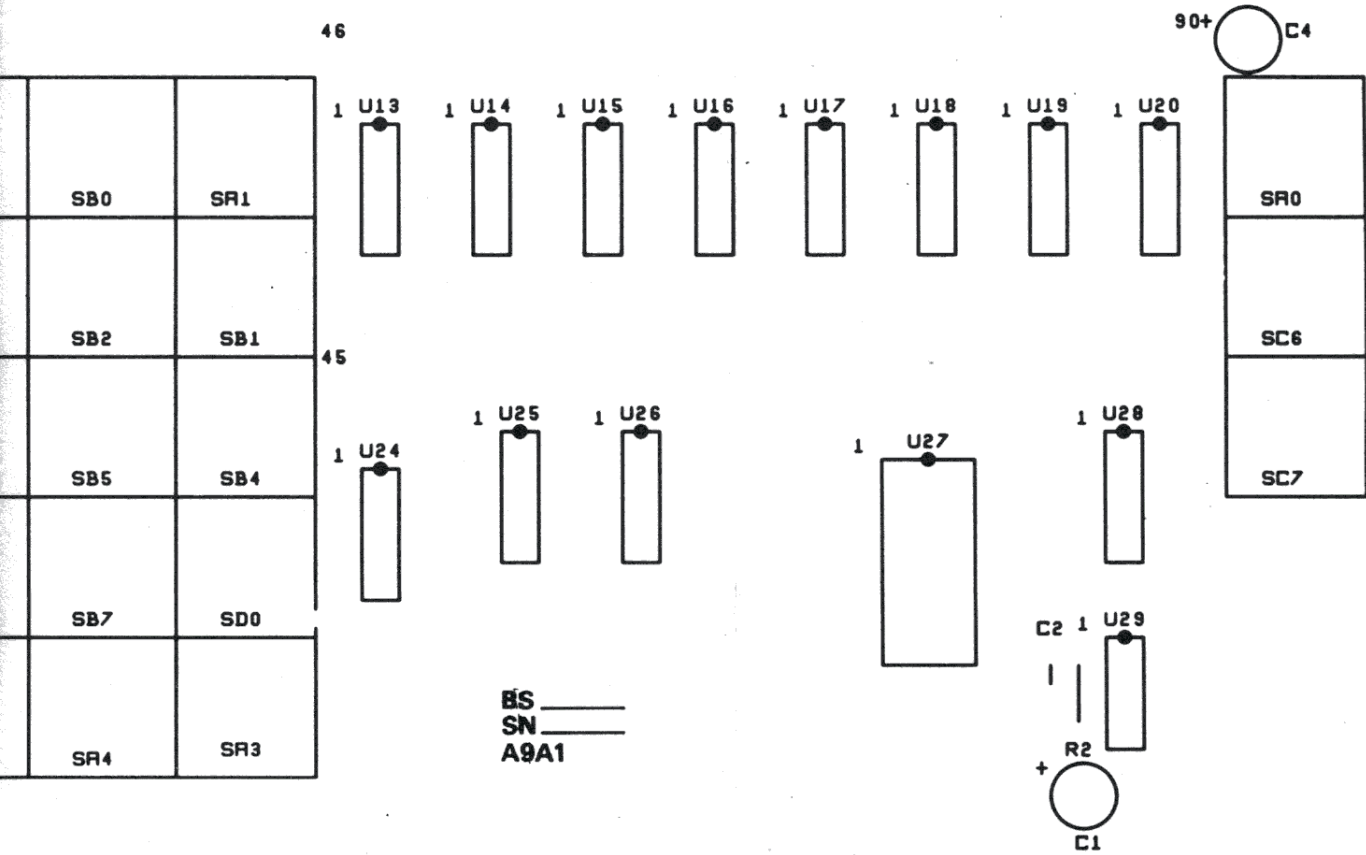 46
90+ C4
1 U13 1 U14 1 U15 1 U16 1 U17 1 U18 1 U19 1 U20
SB0 SA1 SA0
SB2 SB1 SC6
45
1 U25 1 U26 1 U28
1 U24 1 U27
SB5 SB4 SC7
SB7 SD0 C2 1 U29
BS
SN
A9A1
SA4 SA3 R2
+
C1